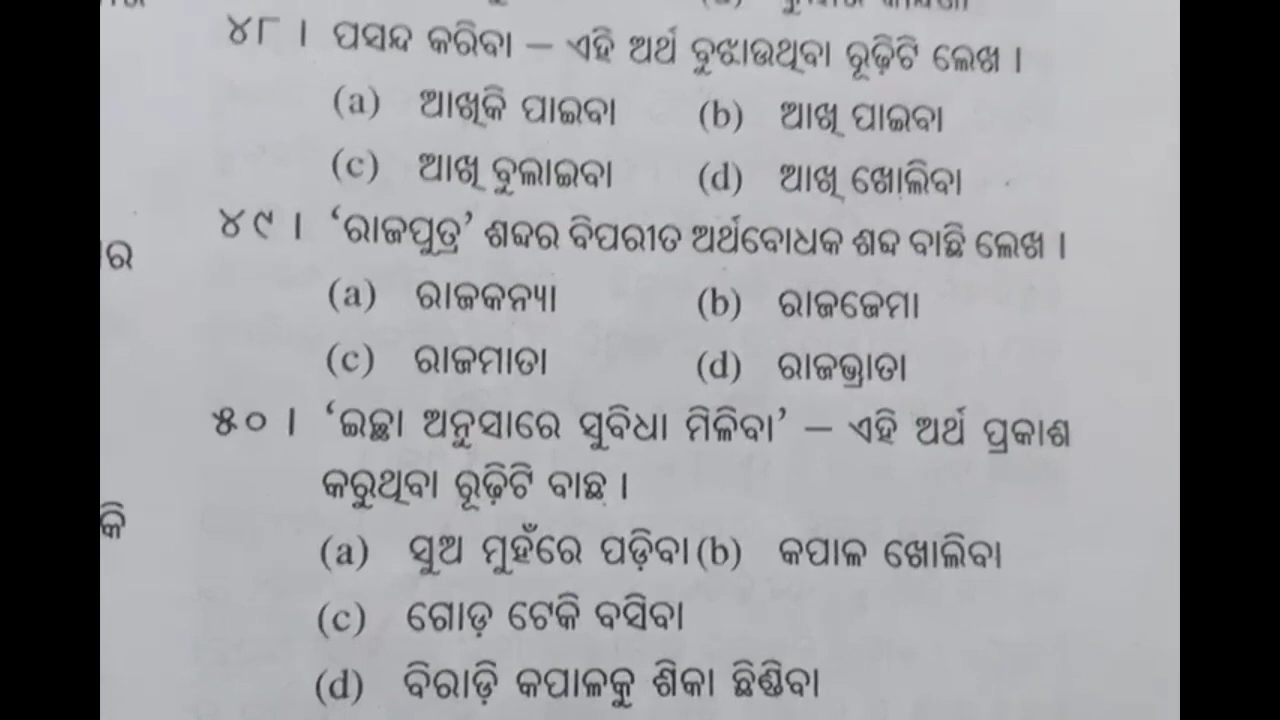 ୪୮ । ପସନ୍ଦ କରିବା – ଏହି ଅର୍ଥ ବୁଝାଉଥିବା ରୂଢ଼ିଟି ଲେଖ ।
(a) ଆଖିକି ପାଇବା (b) ଆଖି ପାଇବା
(c) ଆଖି ବୁଲାଇବା (d) ଆଖି ଖୋଲିବା
୪୯ । ‘ରାଜପୁତ୍ର’ ଶବ୍ଦର ବିପରୀତ ଅର୍ଥବୋଧକ ଶବ୍ଦ ବାଛି ଲେଖ ।
ାର
(a) ରାଜକନ୍ୟା (b) ରାଜଜେମା
(c) ରାଜମାତା (d) ରାଜଭ୍ରାତା
୫୦ । ‘ଇଚ୍ଛା ଅନୁସାରେ ସୁବିଧା ମିଳିବା’ – ଏହି ଅର୍ଥ ପ୍ରକାଶ
କରୁଥିବା ରୂଢ଼ିଟି ବାଛ ।
କି
(a) ସୁଅ ମୁହଁରେ ପଡ଼ିବା (b) କପାଳ ଖୋଲିବା
(c) ଗୋଡ଼ ଟେକି ବସିବା
(d) ବିରାଡ଼ି କପାଳକୁ ଶିକା ଛିଣ୍ଡିବା